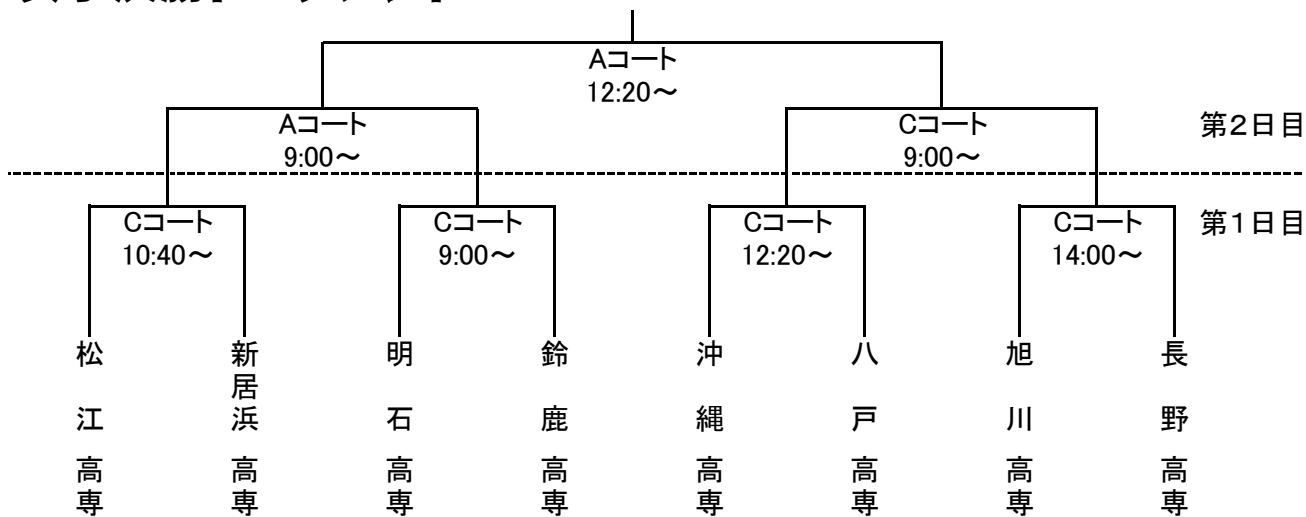 Aコート
12:20～
Aコート
9:00～
Cコート
9:00～
第2日目
Cコート
10:40～
Cコート
9:00～
Cコート
12:20～
Cコート
14:00～
第1日目
松江高専
新居浜高専
明石高専
鈴鹿高専
沖縄高専
八戸高専
旭川高専
長野高専